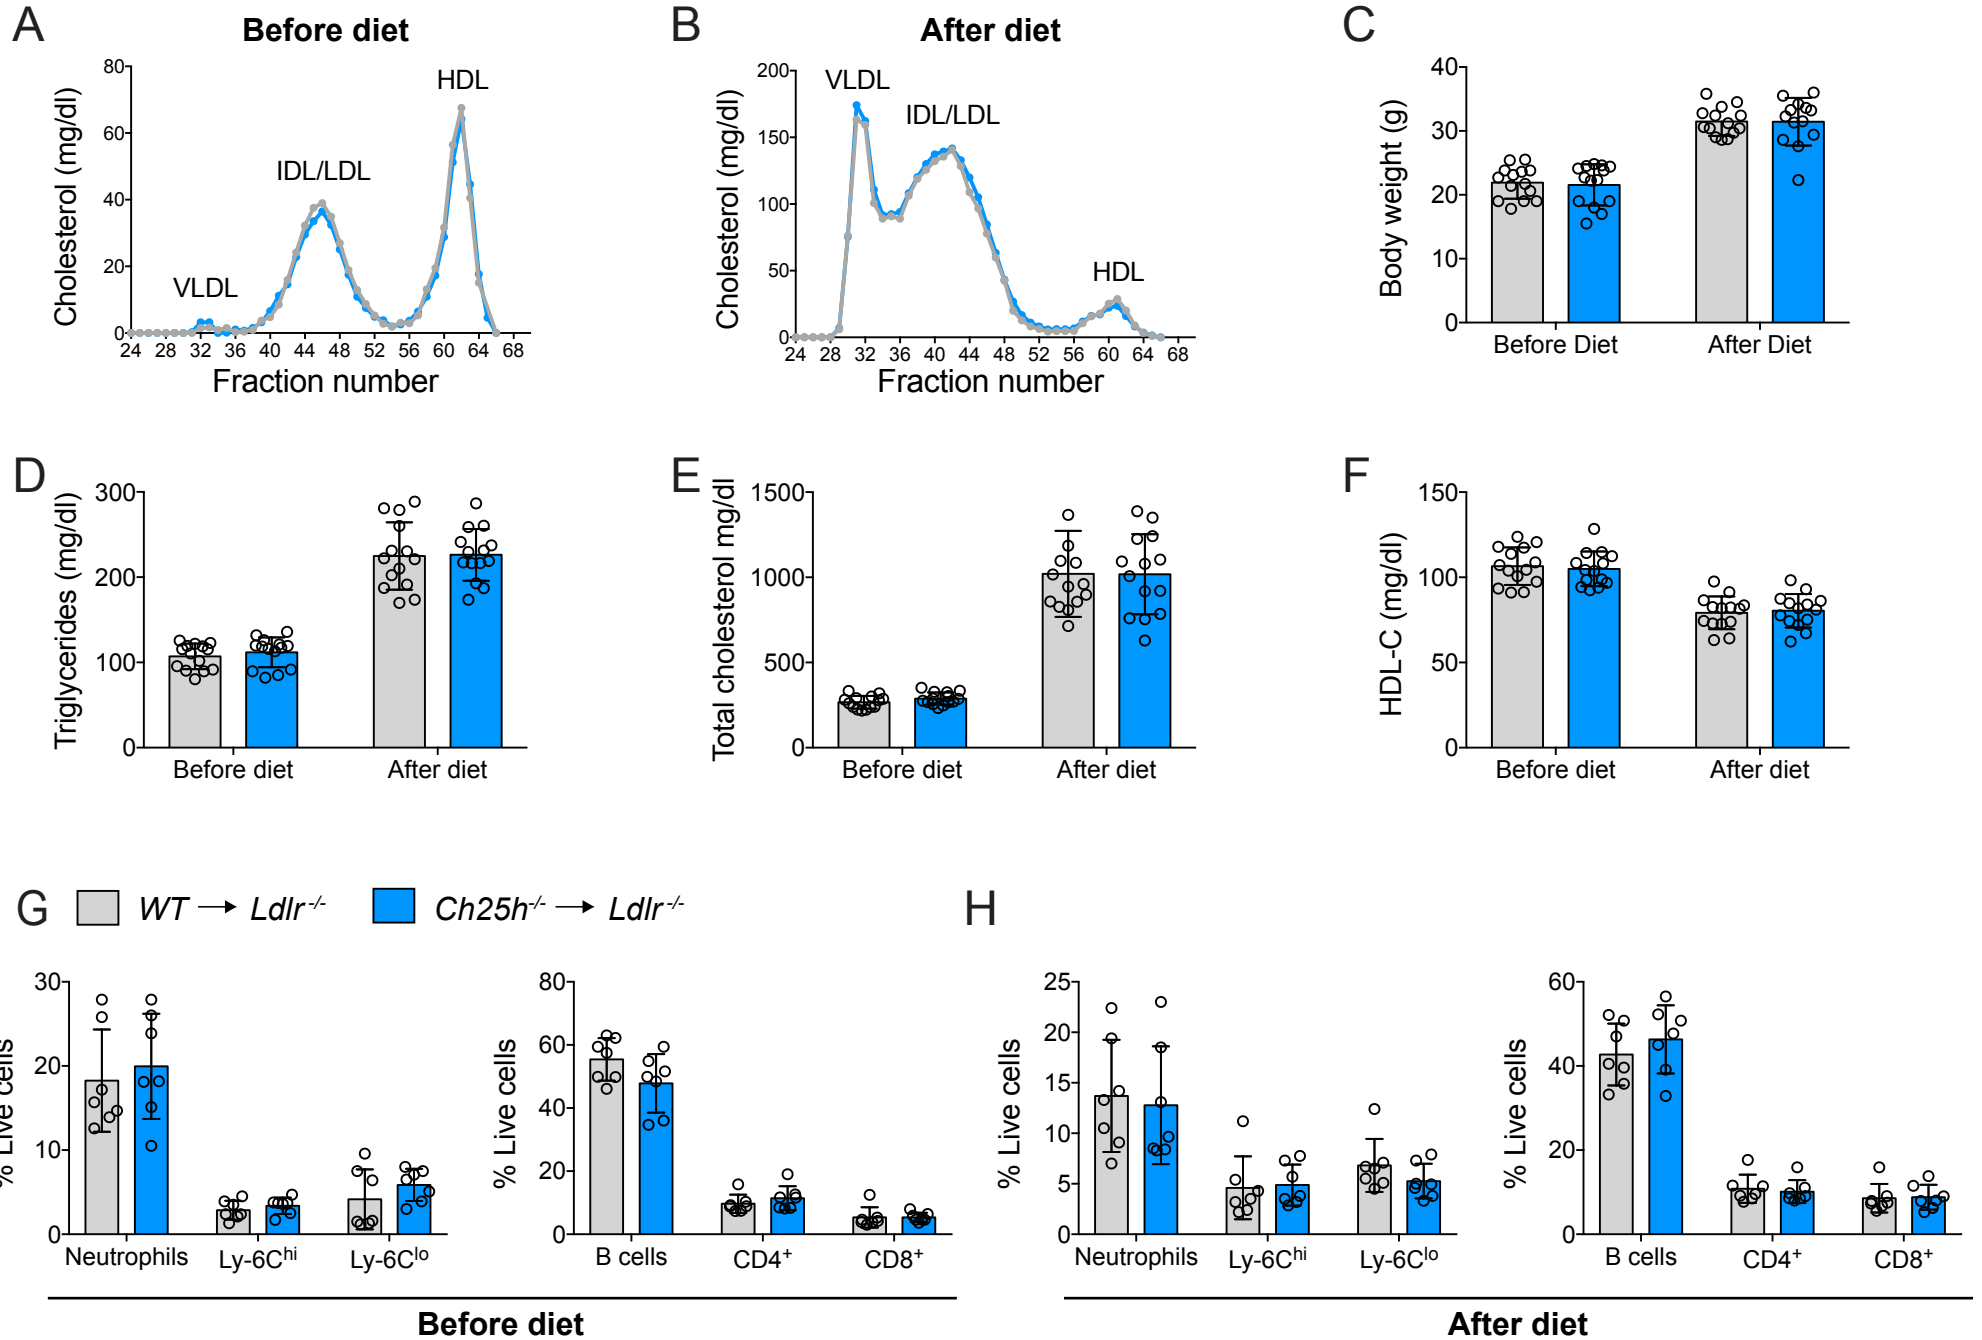 A
Before diet
Cholesterol (mg/dl)
80
60
40
20
0
VLDL
IDL/LDL
HDL
24 28 32 36 40 44 48 52 56 60 64 68
Fraction number
B
After diet
Cholesterol (mg/dl)
200
150
100
50
0
VLDL
IDL/LDL
HDL
24 28 32 36 40 44 48 52 56 60 64 68
Fraction number
C
Body weight (g)
40
30
20
10
0
Before Diet After Diet
D
Triglycerides (mg/dl)
300
200
100
0
Before diet After diet
E
Total cholesterol mg/dl
1500
1000
500
0
Before diet After diet
F
HDL-C (mg/dl)
150
100
50
0
Before diet After diet
G
WT → Ldlr -/-
Ch25h-/- → Ldlr -/-
% Live cells
30
20
10
0
Neutrophils Ly-6Chi Ly-6Clo
% Live cells
80
60
40
20
0
B cells CD4+ CD8+
Before diet
H
% Live cells
25
20
15
10
5
0
Neutrophils Ly-6Chi Ly-6Clo
% Live cells
60
40
20
0
B cells CD4+ CD8+
After diet